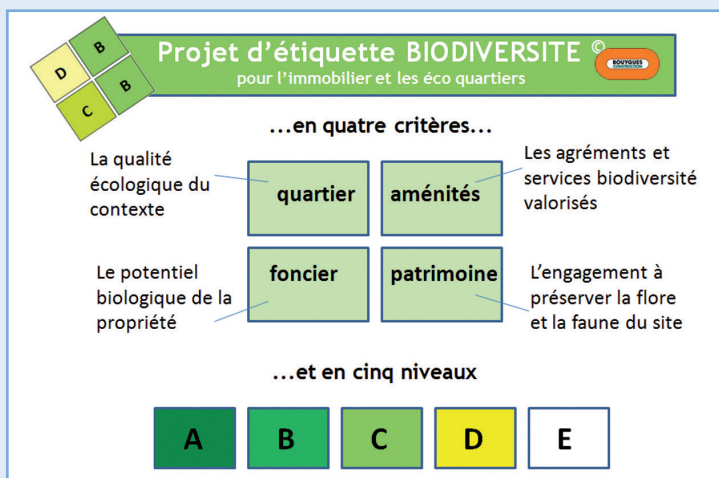 D
B
C
B
Projet d'étiquette BIODIVERSITE ©
pour l'immobilier et les éco quartiers
BOUYGUES
CONSTRUCTION
...en quatre critères...
La qualité
écologique du
contexte
quartier
aménités
Les agréments et
services biodiversité
valorisés
Le potentiel
biologique de la
propriété
foncier
patrimoine
L'engagement à
préserver la flore
et la faune du site
...et en cinq niveaux
A
B
C
D
E